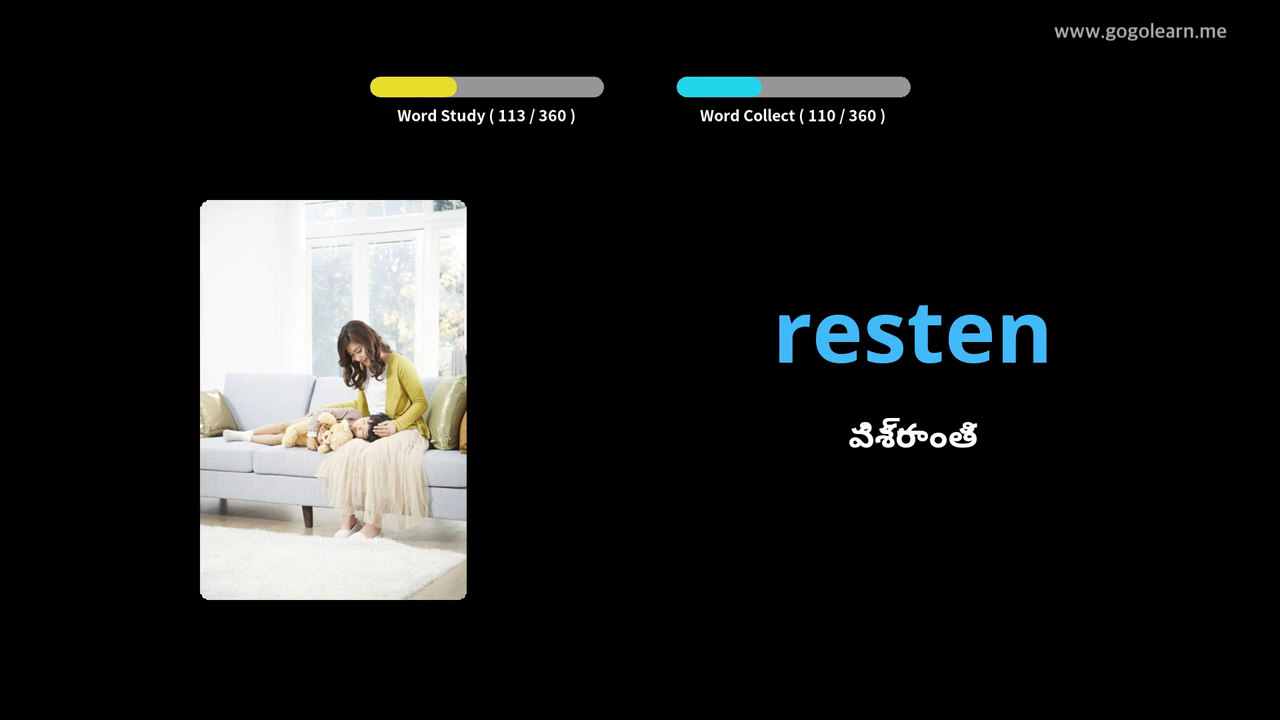 www.gogolearn.me
Word Study ( 113 / 360 )
Word Collect ( 110 / 360 )
resten
విశ్రాంతి